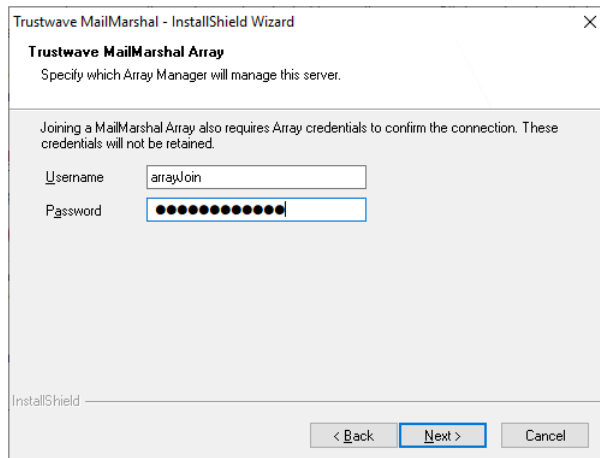 Trustwave MailMarshal - InstallShield Wizard
Trustwave MailMarshal Array
Specify which Array Manager will manage this server.
Joining a MailMarshal Array also requires Array credentials to confirm the connection. These
credentials will not be retained.
Username arrayJoin
Password ●●●●●●●●●●●●
InstallShield
< Back Next > Cancel